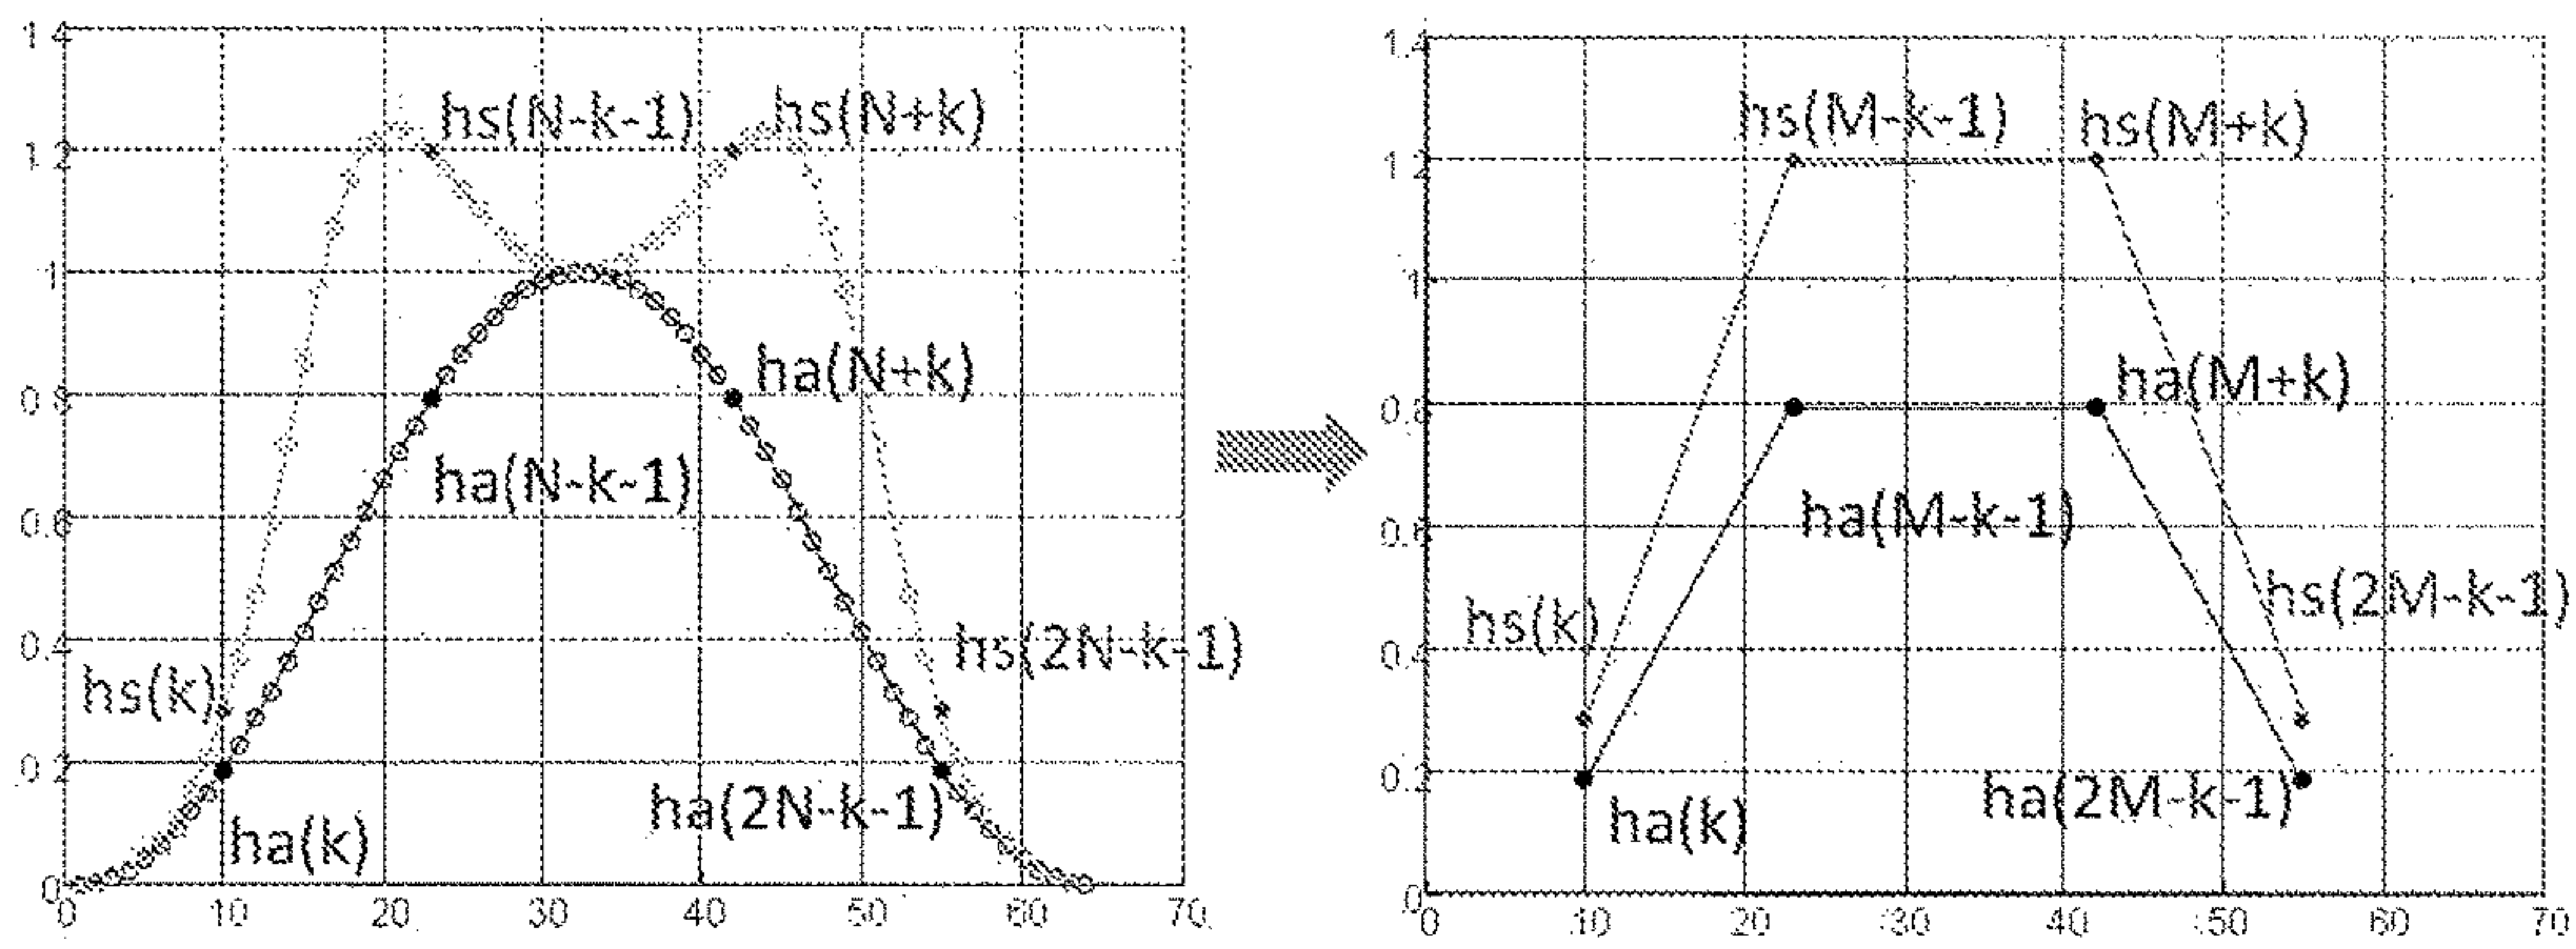 1.4
hs(N-k-1)
hs(N+k)
1.2
1
ha(N+k)
0.8
ha(N-k-1)
0.6
0.4
hs(2N-k-1)
hs(k)
0.2
ha(2N-k-1)
ha(k)
0
0 10 20 30 40 50 60 70
1.4
hs(M-k-1)
hs(M+k)
1.2
1
ha(M+k)
0.8
ha(M-k-1)
0.6
hs(2M-k-1)
hs(k)
0.4
0.2
ha(2M-k-1)
ha(k)
0
0 10 20 30 40 50 60 70